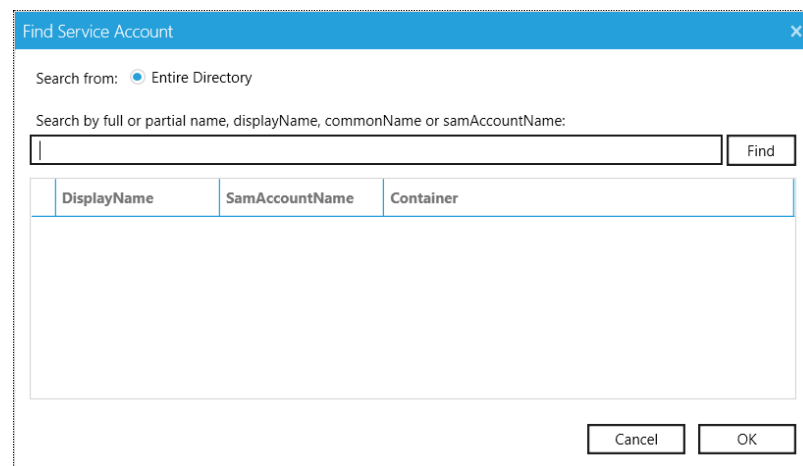 Find Service Account
Search from: Entire Directory
Search by full or partial name, displayName, commonName or samAccountName:
Find
DisplayName SamAccountName Container
Cancel OK